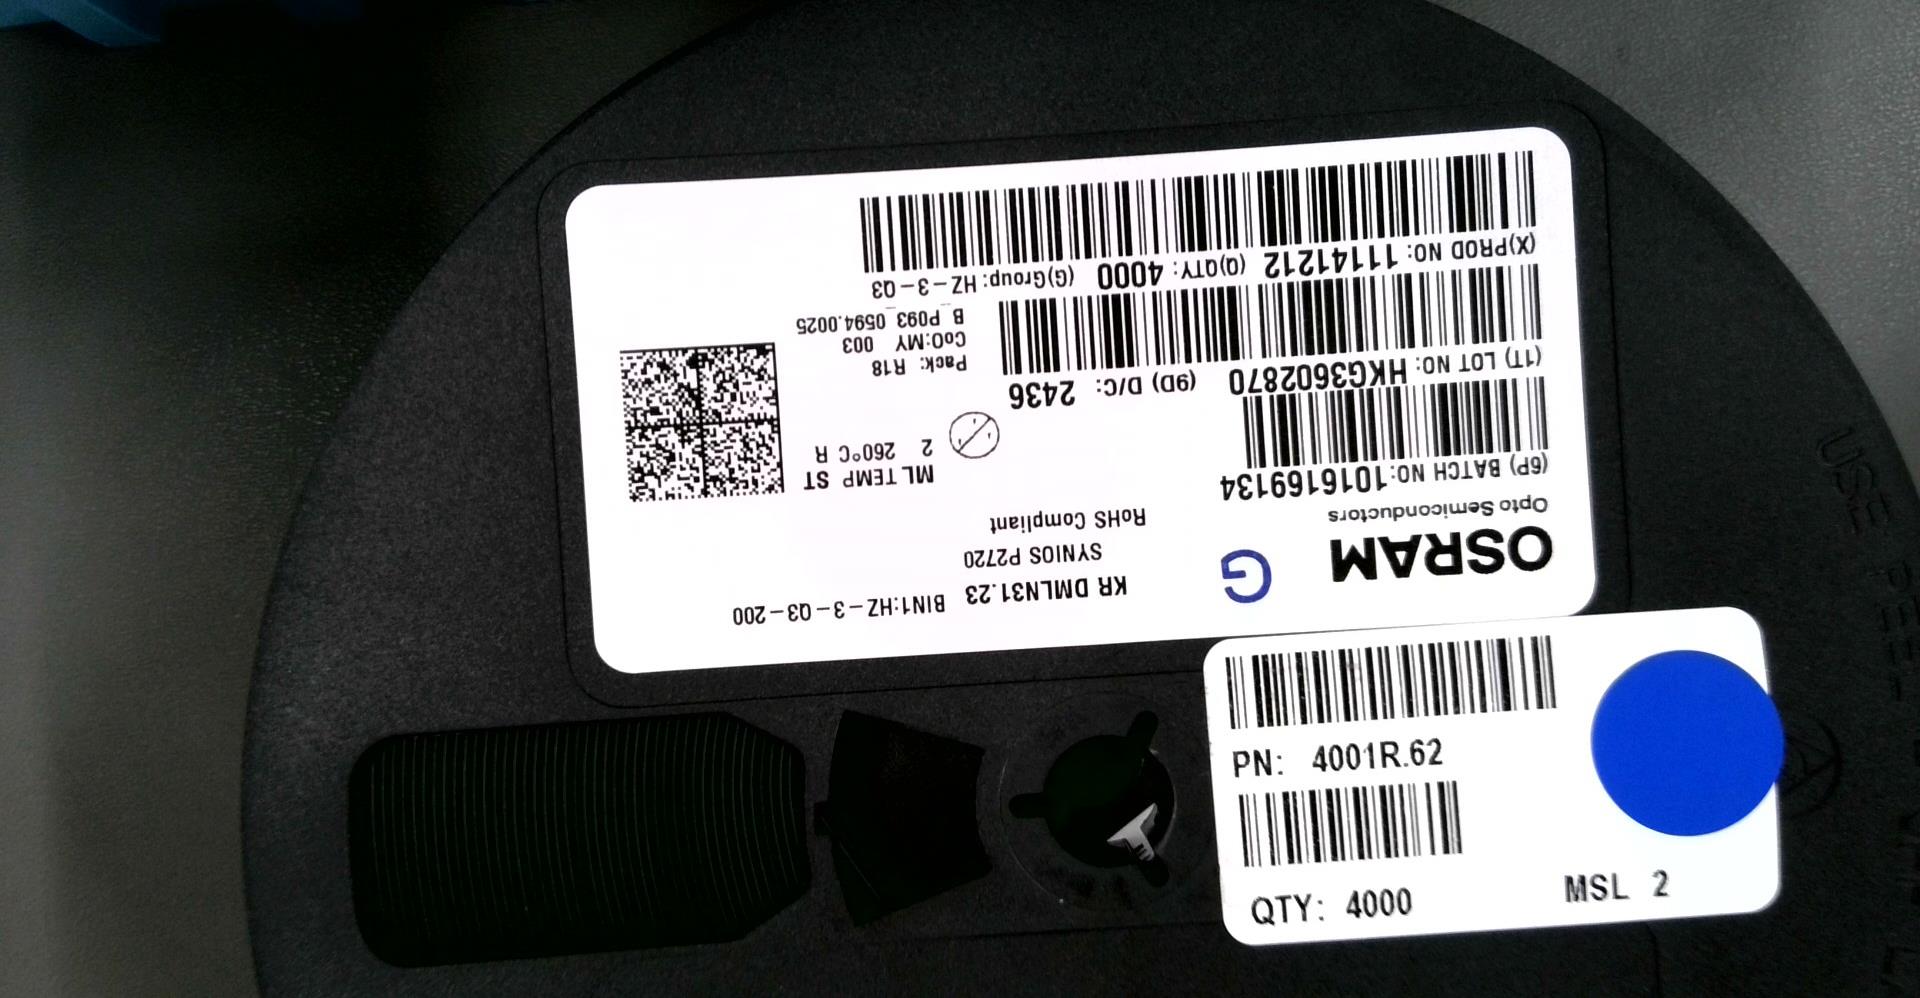 OSRAM
Opto Semiconductors
G
KR DMLN31.23 BIN1:HZ-3-Q3-200
SYNIOS P2720
RoHS Compliant
(6P) BATCH NO:1016169134
ML TEMP ST
2 260°C R
(1T) LOT NO: HKG3602870 (9D) D/C: 2436
Pack: R18
CoO:MY 003
B_P093_0594.0025
(X)PROD NO: 11141212 (Q)QTY: 4000 (G)Group: HZ-3-Q3
PN: 4001R.62
QTY: 4000 MSL 2
USE